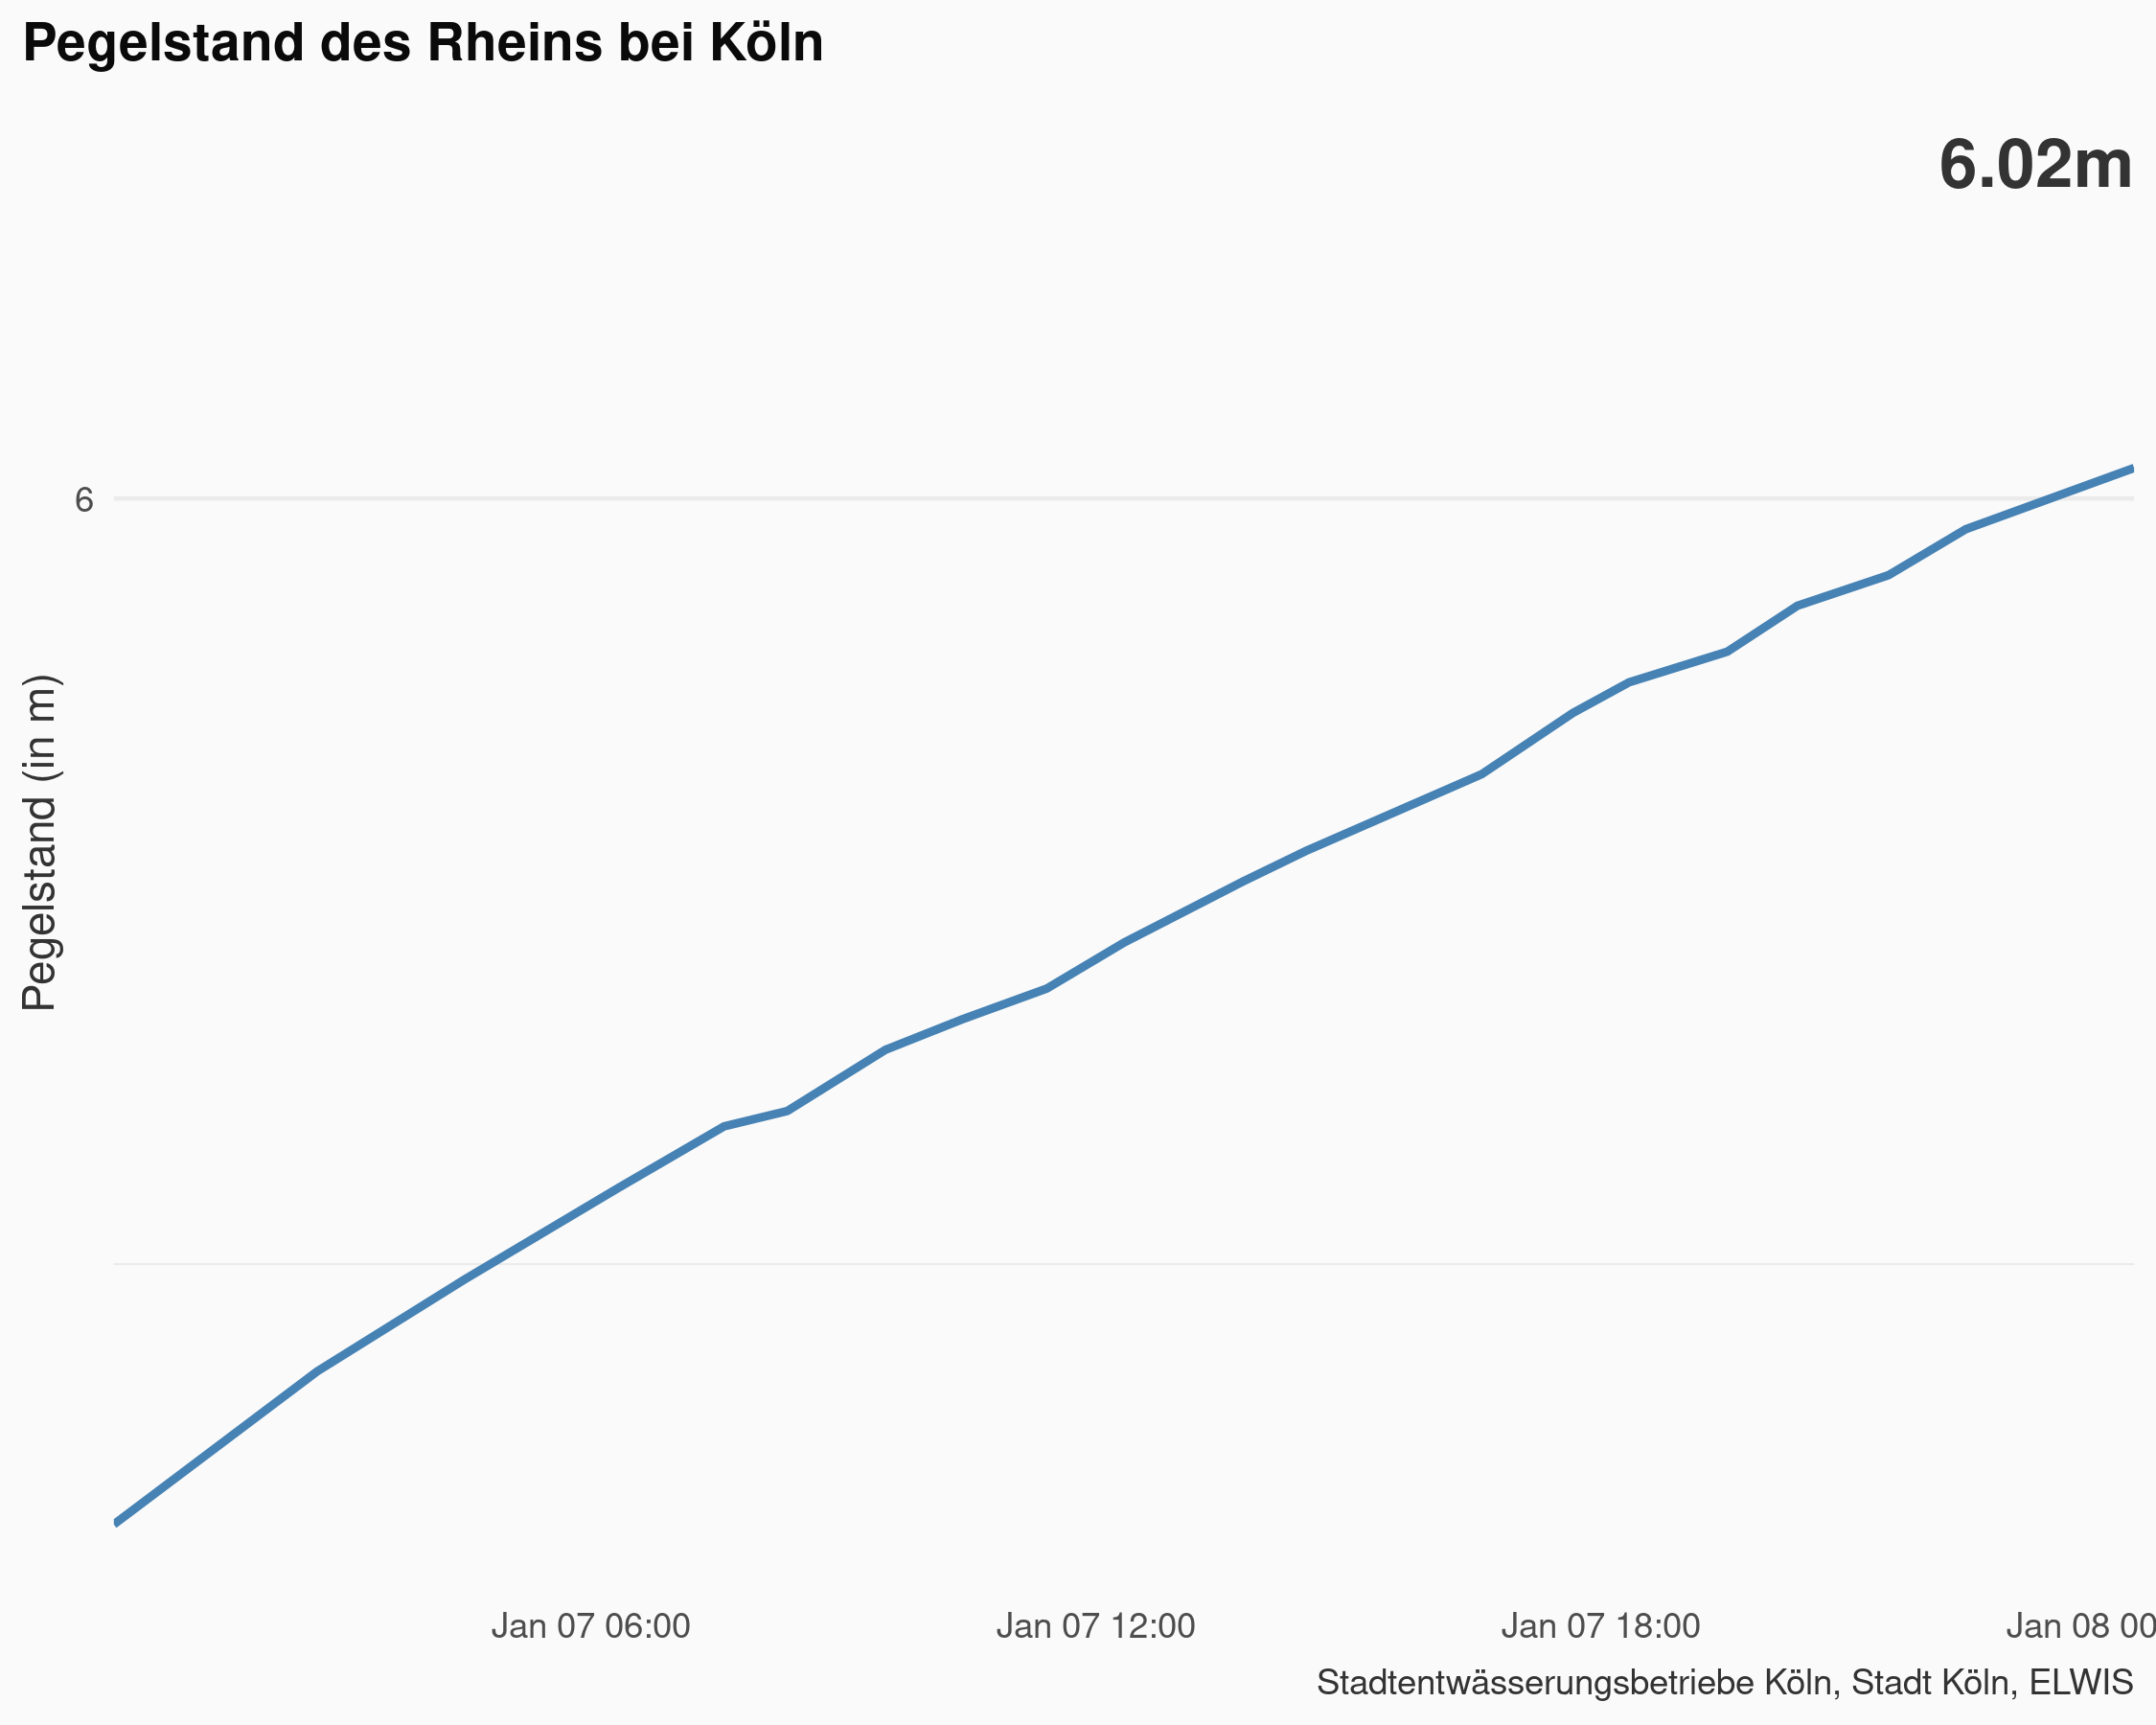 Pegelstand des Rheins bei Köln
6.02m
6
Pegelstand (in m)
Jan 07 06:00
Jan 07 12:00
Jan 07 18:00
Jan 08 00
Stadtentwässerungsbetriebe Köln, Stadt Köln, ELWIS